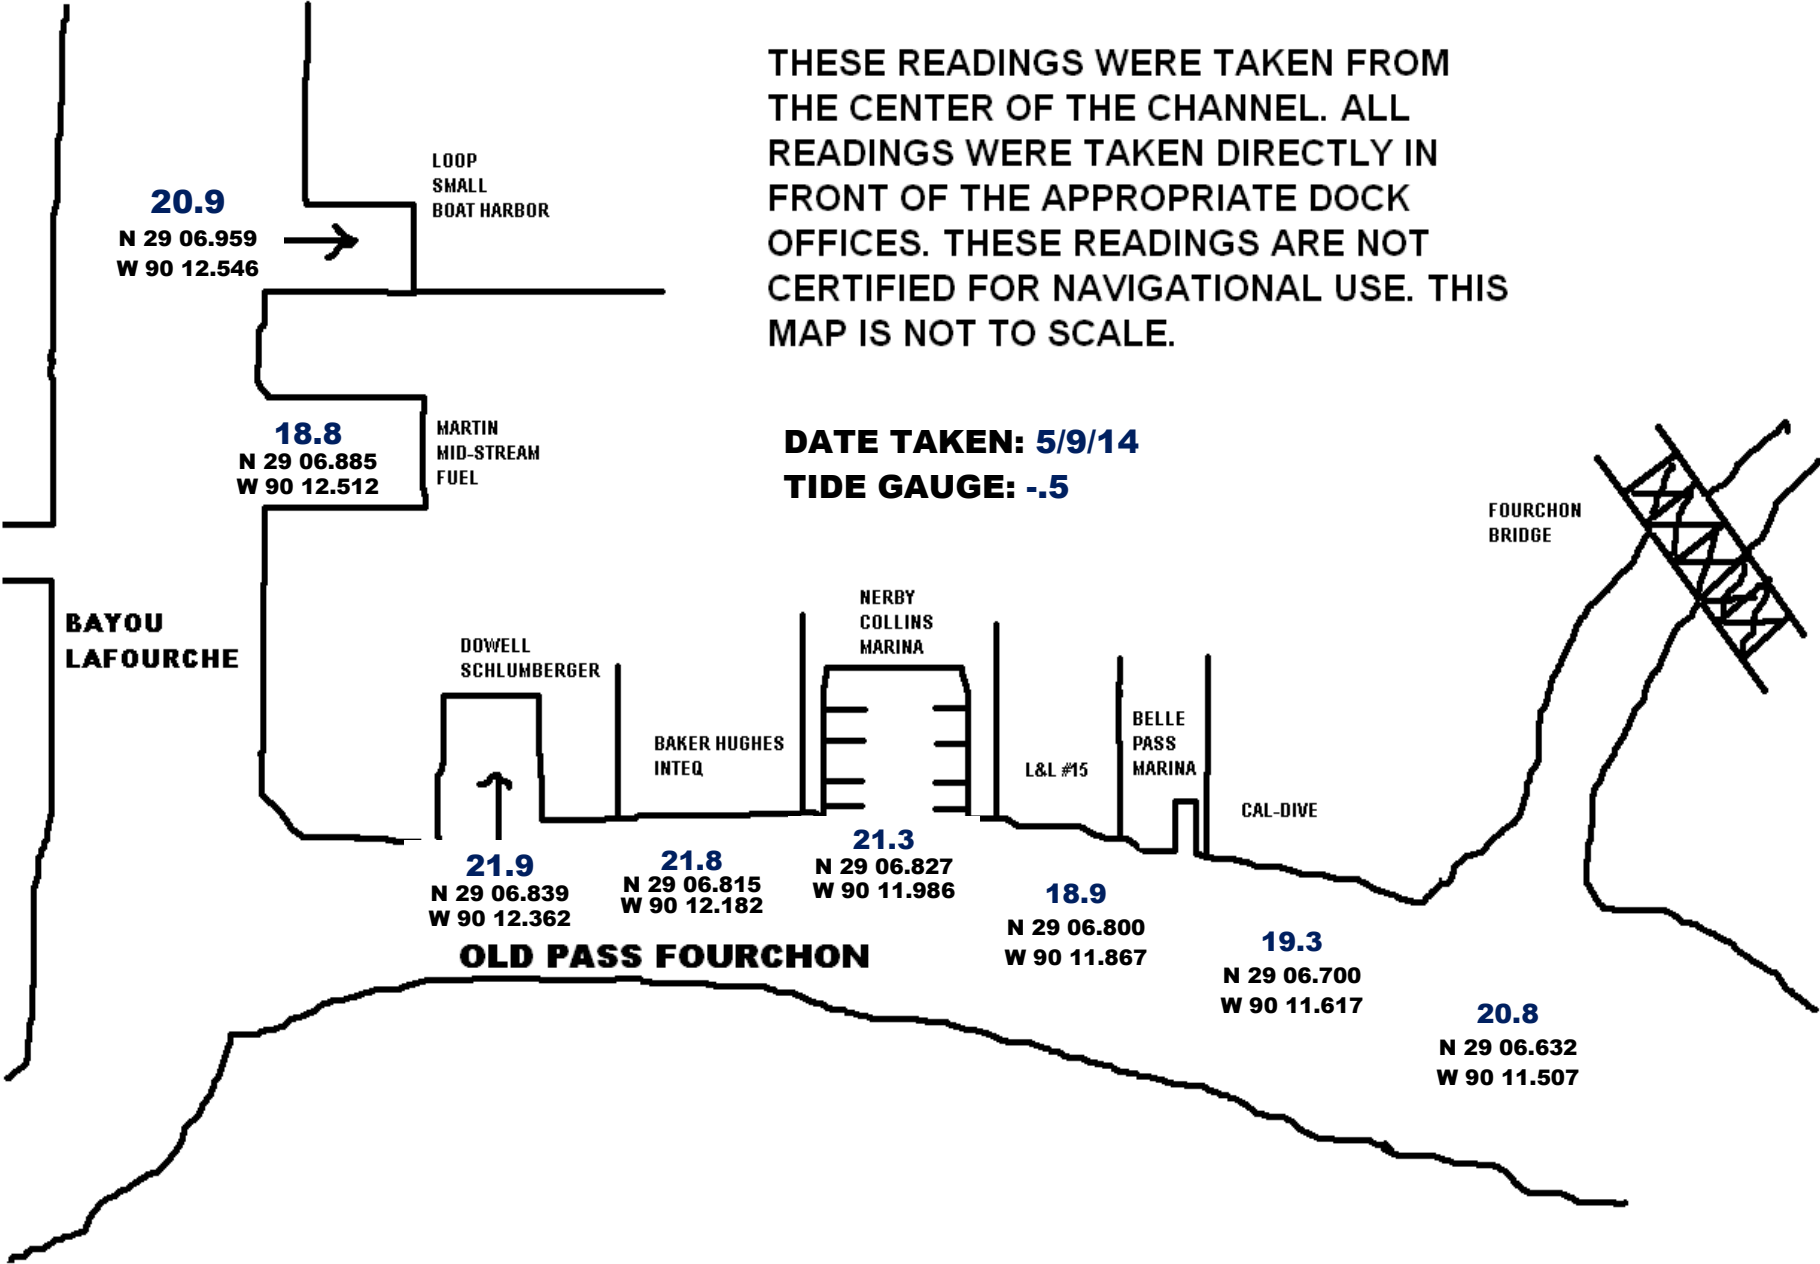 THESE READINGS WERE TAKEN FROM
THE CENTER OF THE CHANNEL. ALL
READINGS WERE TAKEN DIRECTLY IN
FRONT OF THE APPROPRIATE DOCK
OFFICES. THESE READINGS ARE NOT
CERTIFIED FOR NAVIGATIONAL USE. THIS
MAP IS NOT TO SCALE.
LOOP
SMALL
BOAT HARBOR
20.9
N 29 06.959
W 90 12.546
18.8
N 29 06.885
W 90 12.512
MARTIN
MID-STREAM
FUEL
DATE TAKEN: 5/9/14
TIDE GAUGE: -.5
FOURCHON
BRIDGE
BAYOU
LAFOURCHE
DOWELL
SCHLUMBERGER
BAKER HUGHES
INTEQ
NERBY
COLLINS
MARINA
L&L #15
BELLE
PASS
MARINA
CAL-DIVE
21.9
N 29 06.839
W 90 12.362
21.8
N 29 06.815
W 90 12.182
21.3
N 29 06.827
W 90 11.986
18.9
N 29 06.800
W 90 11.867
19.3
N 29 06.700
W 90 11.617
20.8
N 29 06.632
W 90 11.507
OLD PASS FOURCHON